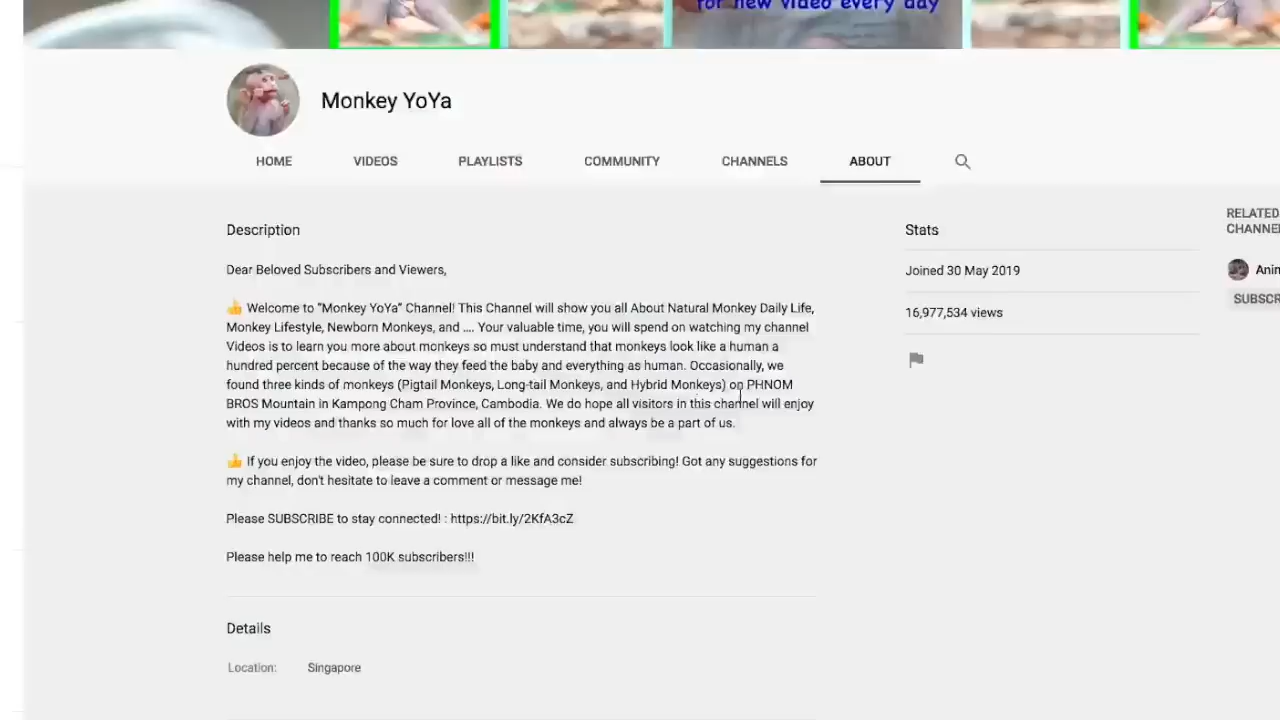 for new video every day
Monkey YoYa
HOME VIDEOS PLAYLISTS COMMUNITY CHANNELS ABOUT
Description
Dear Beloved Subscribers and Viewers,
👍 Welcome to "Monkey YoYa" Channel! This Channel will show you all About Natural Monkey Daily Life,
Monkey Lifestyle, Newborn Monkeys, and .... Your valuable time, you will spend on watching my channel
Videos is to learn you more about monkeys so must understand that monkeys look like a human a
hundred percent because of the way they feed the baby and everything as human. Occasionally, we
found three kinds of monkeys (Pigtail Monkeys, Long-tail Monkeys, and Hybrid Monkeys) on PHNOM
BROS Mountain in Kampong Cham Province, Cambodia. We do hope all visitors in this channel will enjoy
with my videos and thanks so much for love all of the monkeys and always be a part of us.
👍 If you enjoy the video, please be sure to drop a like and consider subscribing! Got any suggestions for
my channel, don't hesitate to leave a comment or message me!
Please SUBSCRIBE to stay connected! : https://bit.ly/2KfA3cZ
Please help me to reach 100K subscribers!!!
Details
Location: Singapore
Stats
Joined 30 May 2019
16,977,534 views
RELATED
CHANNE
Anin
SUBSCR